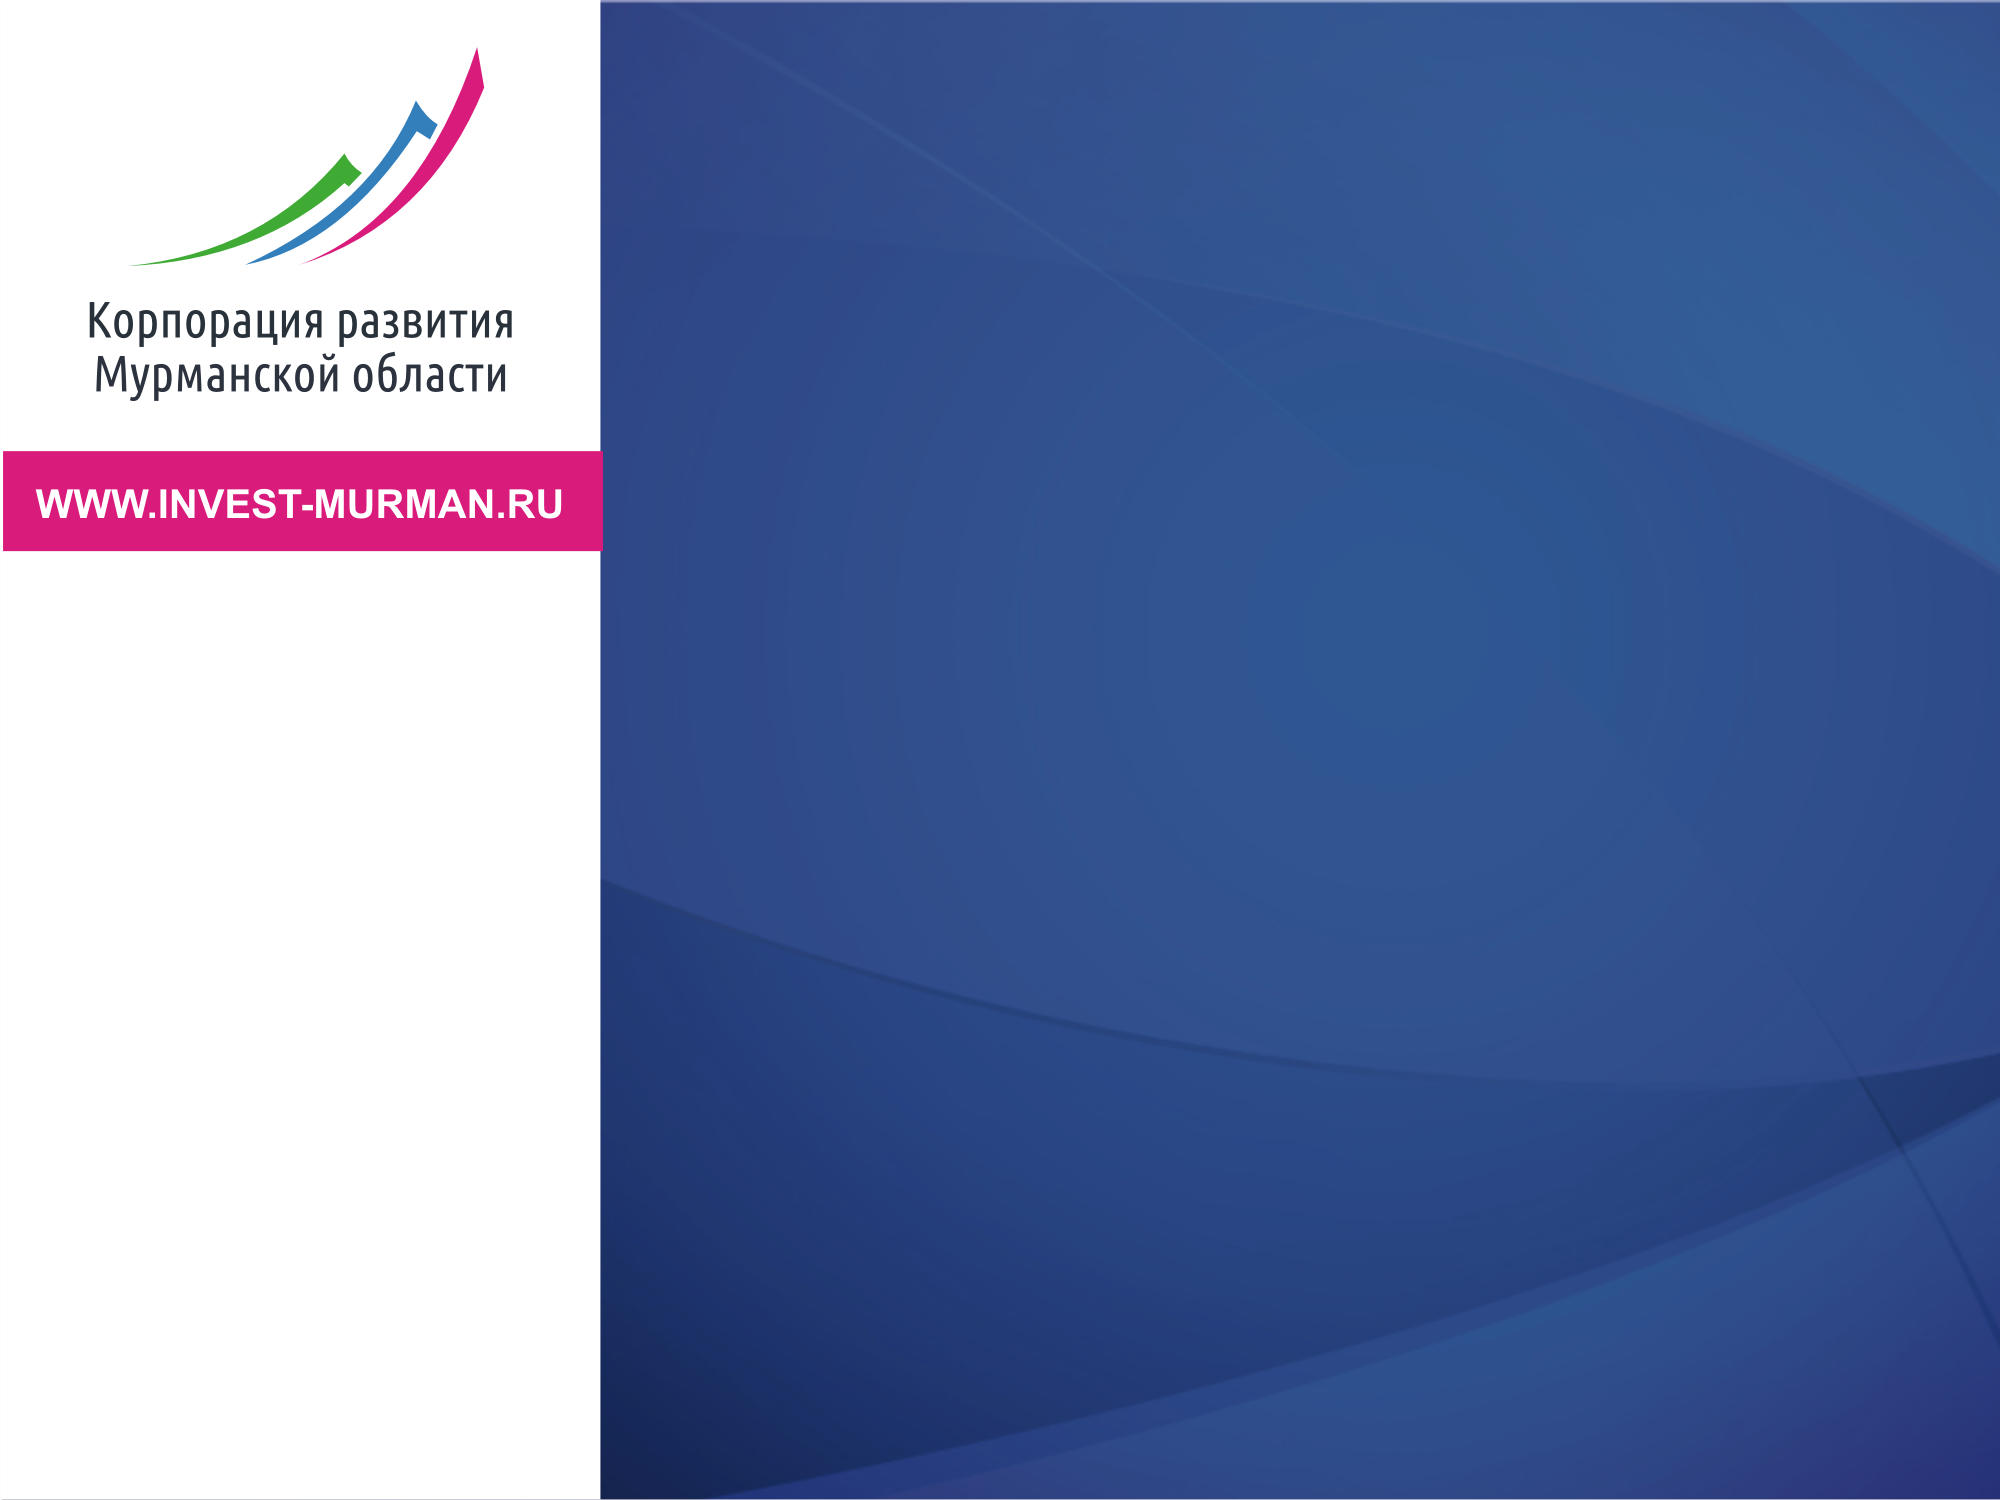 Корпорация развития
Мурманской области
WWW.INVEST-MURMAN.RU